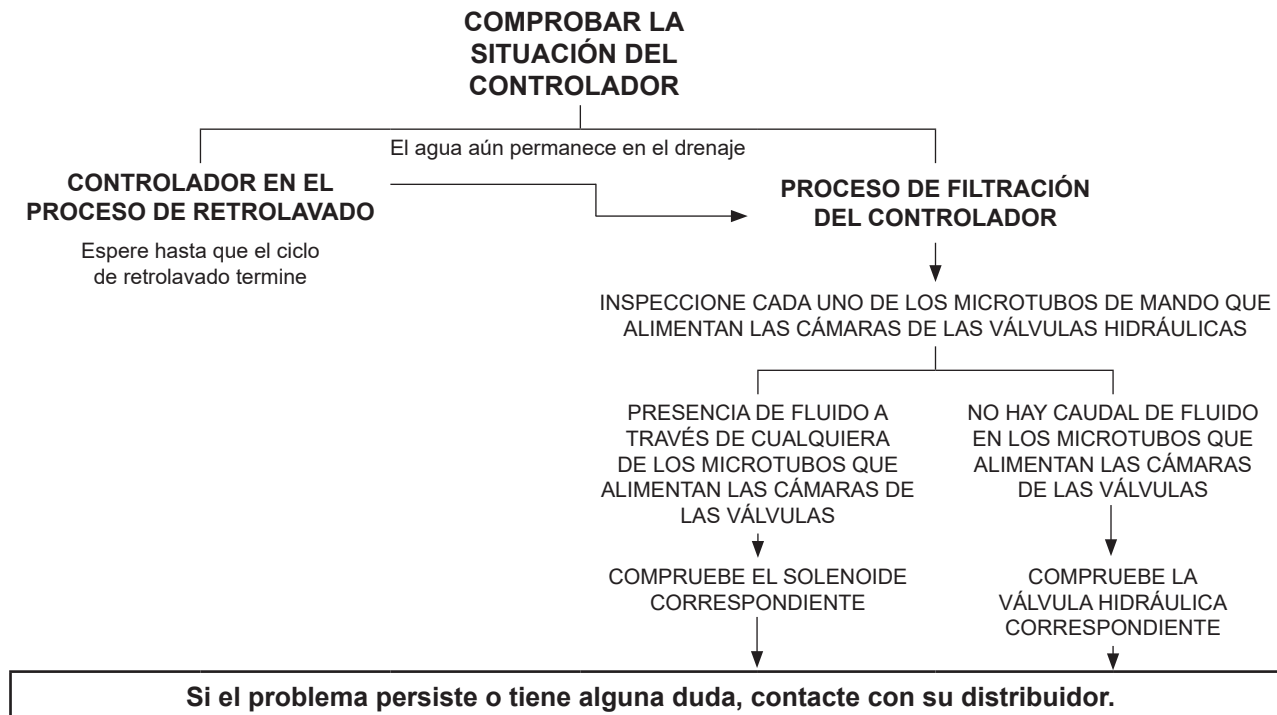 COMPROBAR LA
SITUACIÓN DEL
CONTROLADOR
El agua aún permanece en el drenaje
CONTROLADOR EN EL
PROCESO DE RETROLAVADO
Espere hasta que el ciclo
de retrolavado termine
PROCESO DE FILTRACIÓN
DEL CONTROLADOR
INSPECCIONE CADA UNO DE LOS MICROTUBOS DE MANDO QUE
ALIMENTAN LAS CÁMARAS DE LAS VÁLVULAS HIDRÁULICAS
PRESENCIA DE FLUIDO A
TRAVÉS DE CUALQUIERA
DE LOS MICROTUBOS QUE
ALIMENTAN LAS CÁMARAS DE
LAS VÁLVULAS
NO HAY CAUDAL DE FLUIDO
EN LOS MICROTUBOS QUE
ALIMENTAN LAS CÁMARAS
DE LAS VÁLVULAS
COMPRUEBE EL SOLENOIDE
CORRESPONDIENTE
COMPRUEBE LA
VÁLVULA HIDRÁULICA
CORRESPONDIENTE
Si el problema persiste o tiene alguna duda, contacte con su distribuidor.